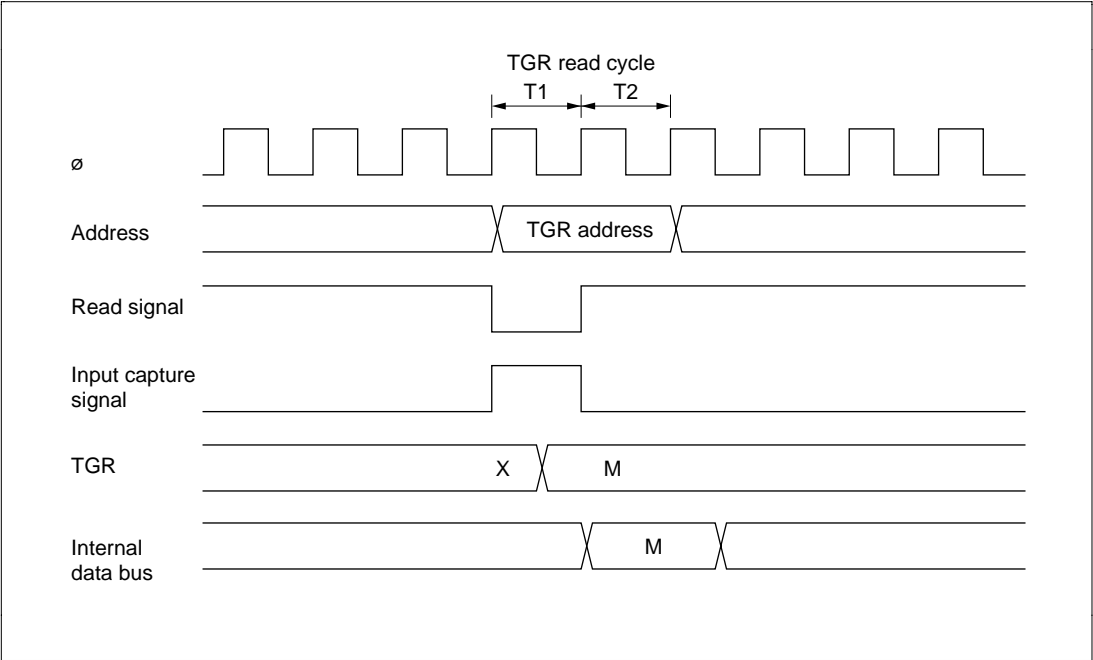 TGR read cycle
T1 T2
ø
Address TGR address
Read signal
Input capture
signal
TGR X M
Internal
data bus M